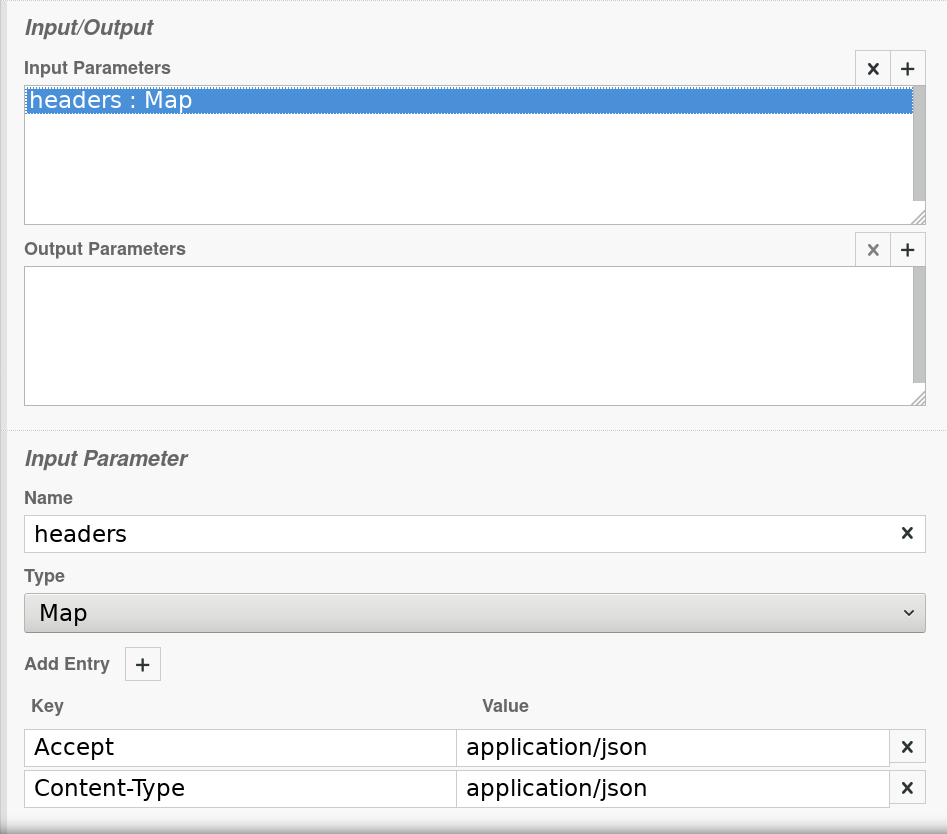 Input/Output
Input Parameters
headers : Map
Output Parameters
Input Parameter
Name
headers
Type
Map
Add Entry
Key Value
Accept application/json
Content-Type application/json